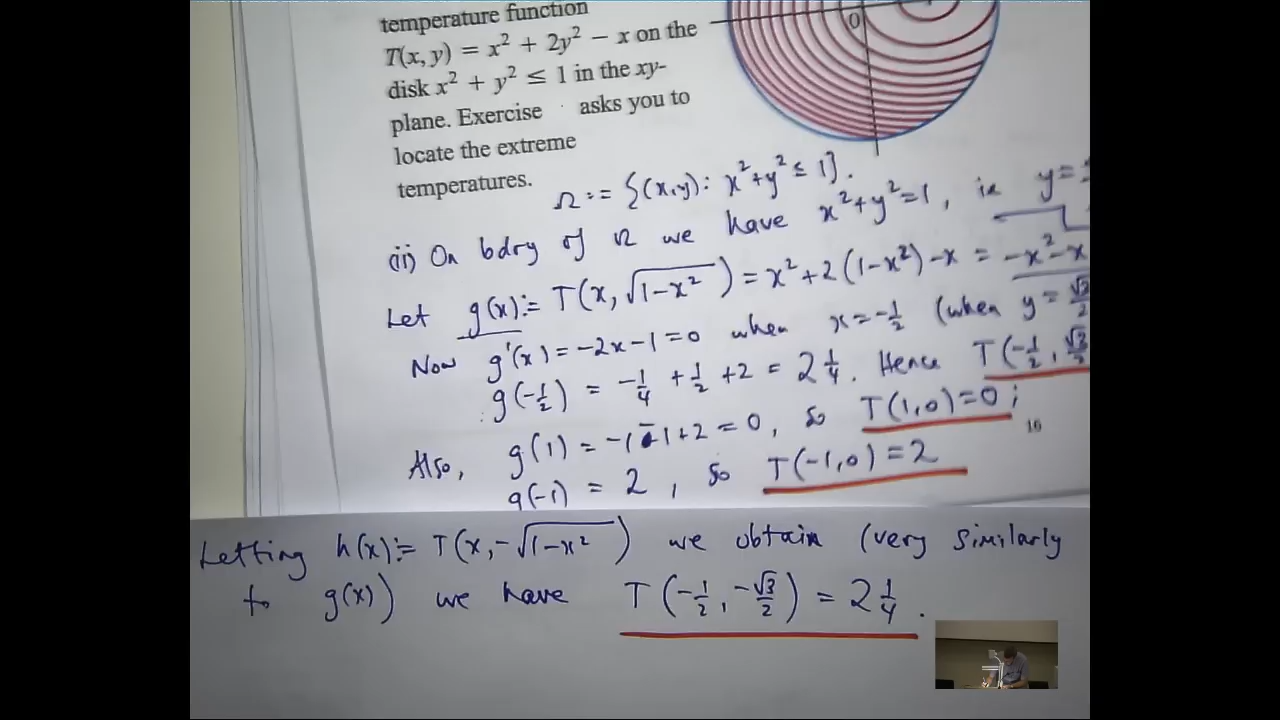 temperature function
T(x, y) = x² + 2y² − x on the
disk x² + y² ≤ 1 in the xy-
plane. Exercise asks you to
locate the extreme
temperatures.
0
Ω := {(x,y): x²+y² ≤ 1}.
(ii) On bdry of Ω we have x²+y²=1, ie y=
Let g(x):= T(x, √(1−x²)) = x²+2(1−x²)−x = −x²−x
Now g'(x) = −2x−1=0 when x=−1/2 (when y = √3/2
g(−1/2) = −1/4 + 1/2 + 2 = 2 1/4. Hence T(−1/2, √3/2
Also, g(1) = −1−1+2 = 0, so T(1,0)=0;
16
g(−1) = 2, so T(−1,0) = 2
Letting h(x):= T(x, −√(1−x²)) we obtain (very similarly
to g(x)) we have T(−1/2, −√3/2) = 2 1/4.